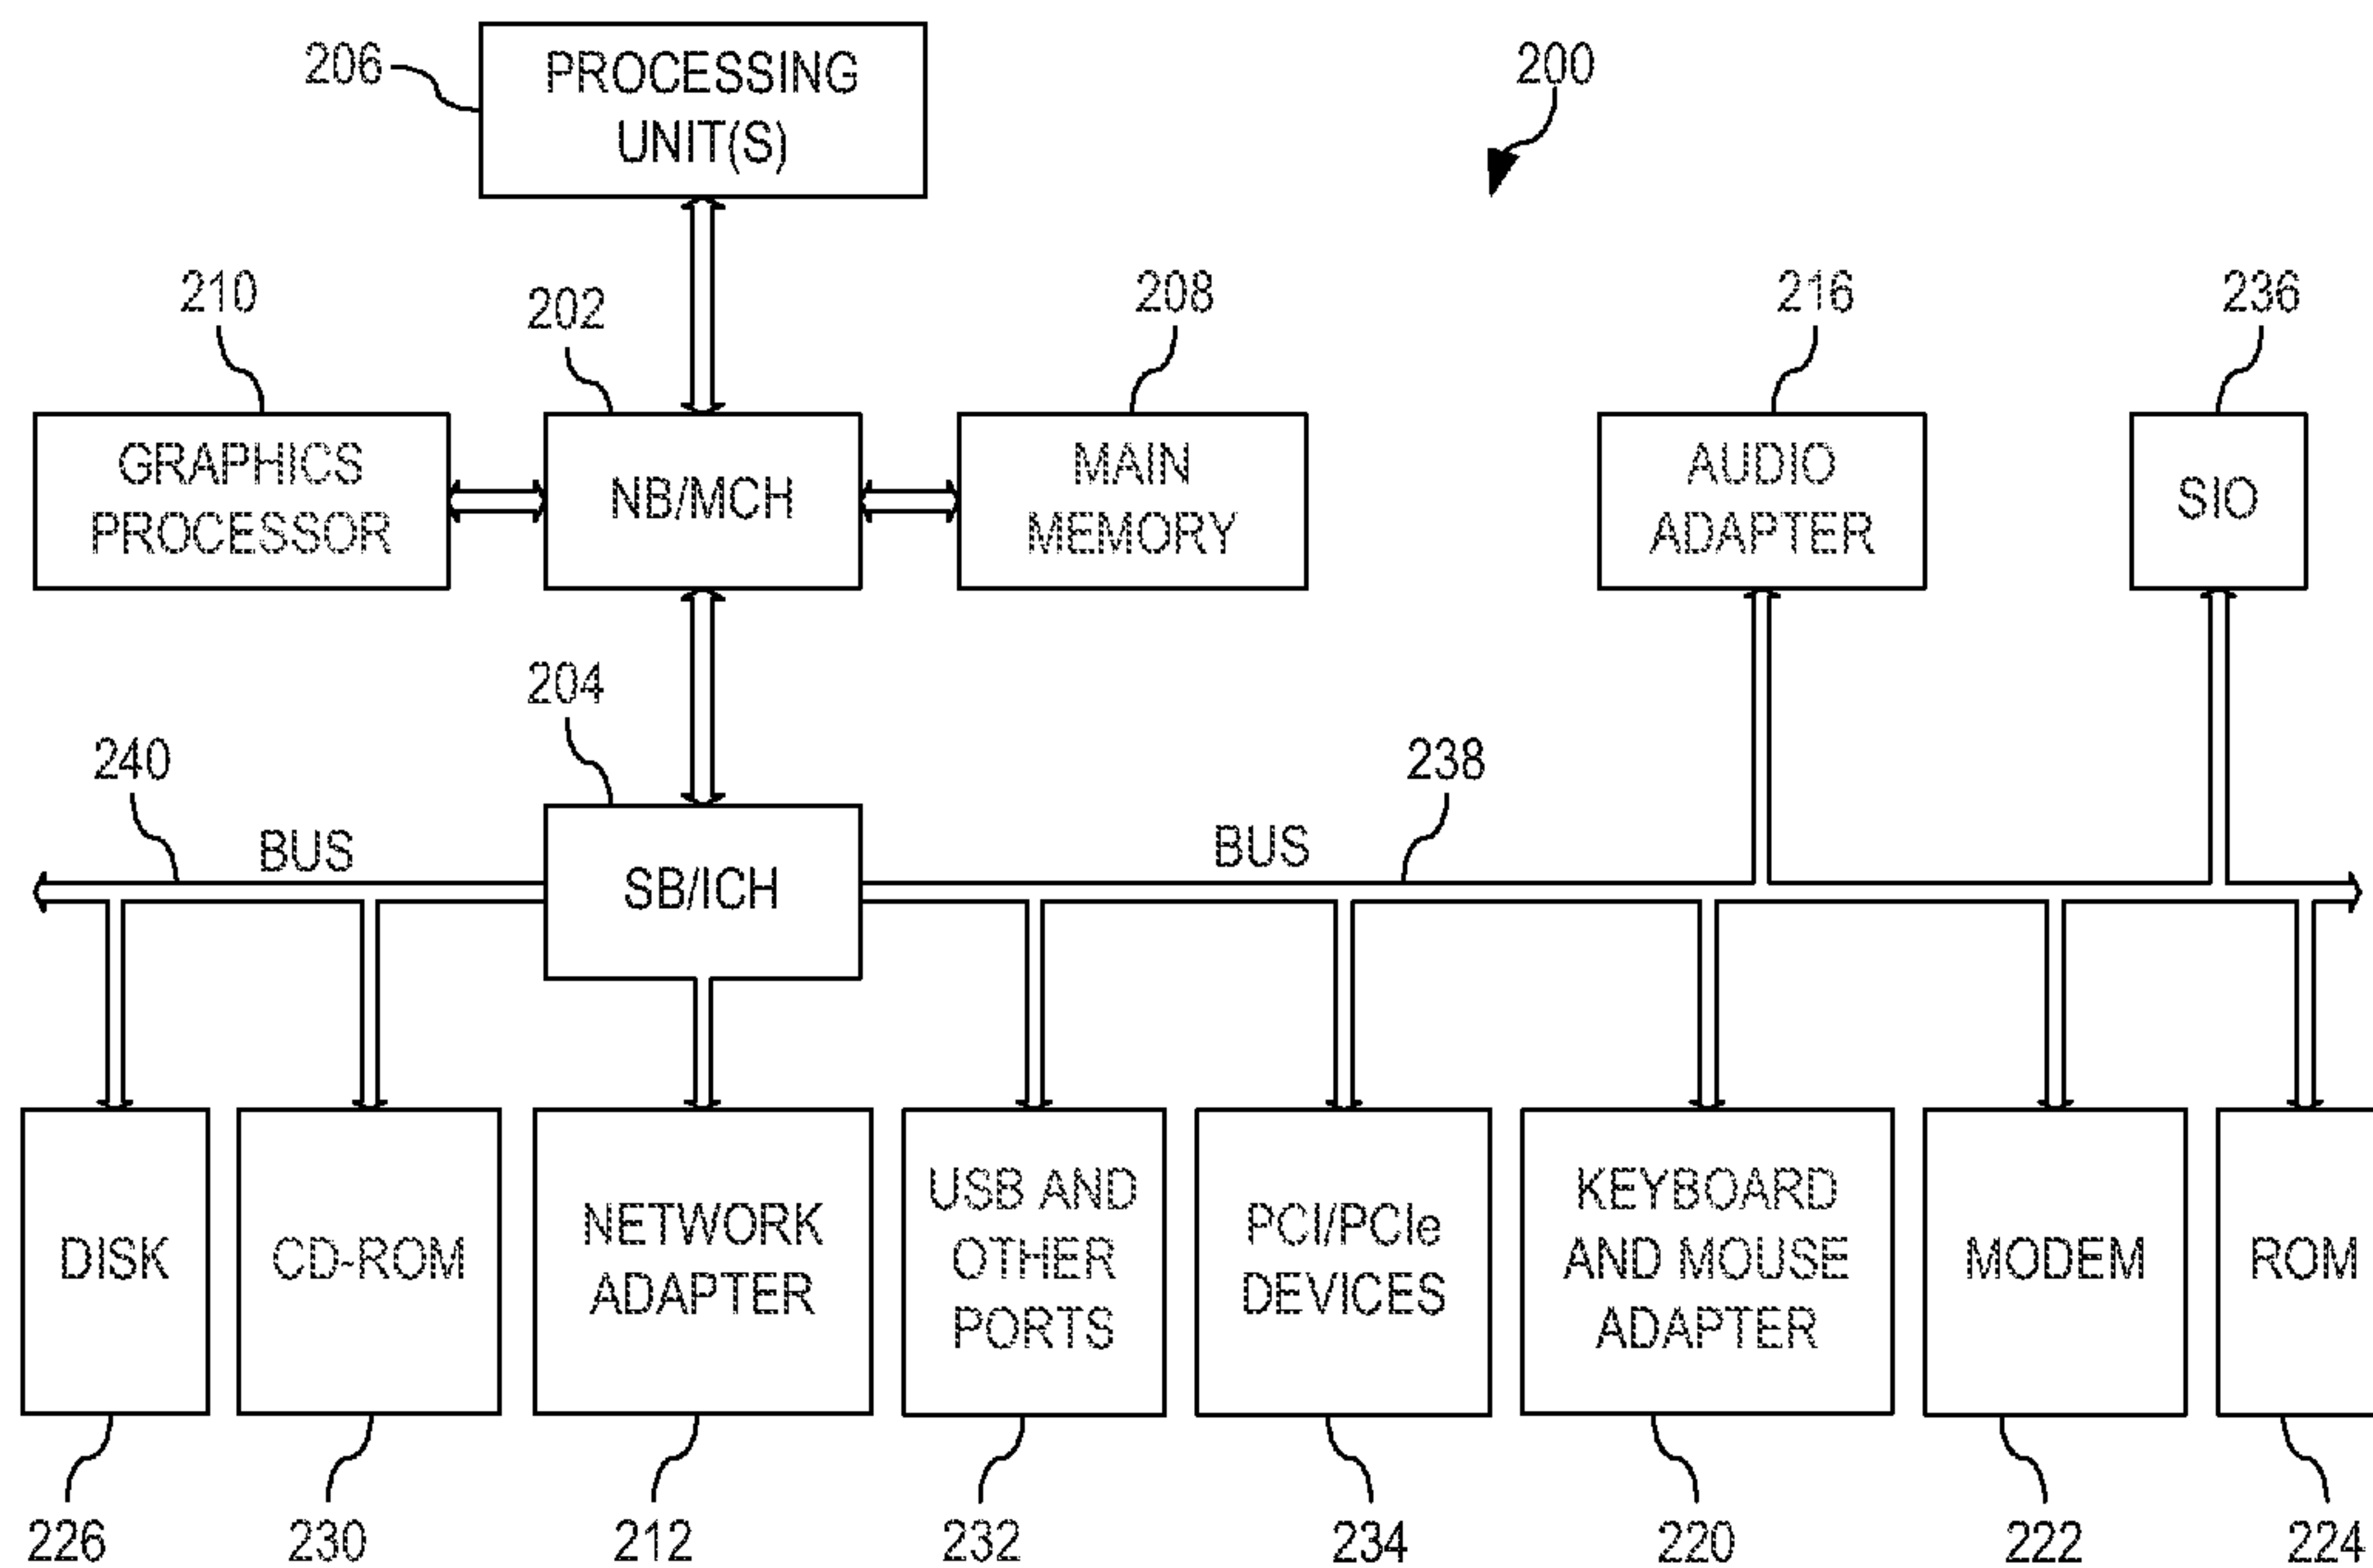 206
PROCESSING
UNIT(S)
200
210
202
208
216
236
GRAPHICS
PROCESSOR
NB/MCH
MAIN
MEMORY
AUDIO
ADAPTER
SIO
204
240
238
BUS
SB/ICH
BUS
DISK
CD-ROM
NETWORK
ADAPTER
USB AND
OTHER
PORTS
PCI/PCIe
DEVICES
KEYBOARD
AND MOUSE
ADAPTER
MODEM
ROM
226
230
212
232
234
220
222
224